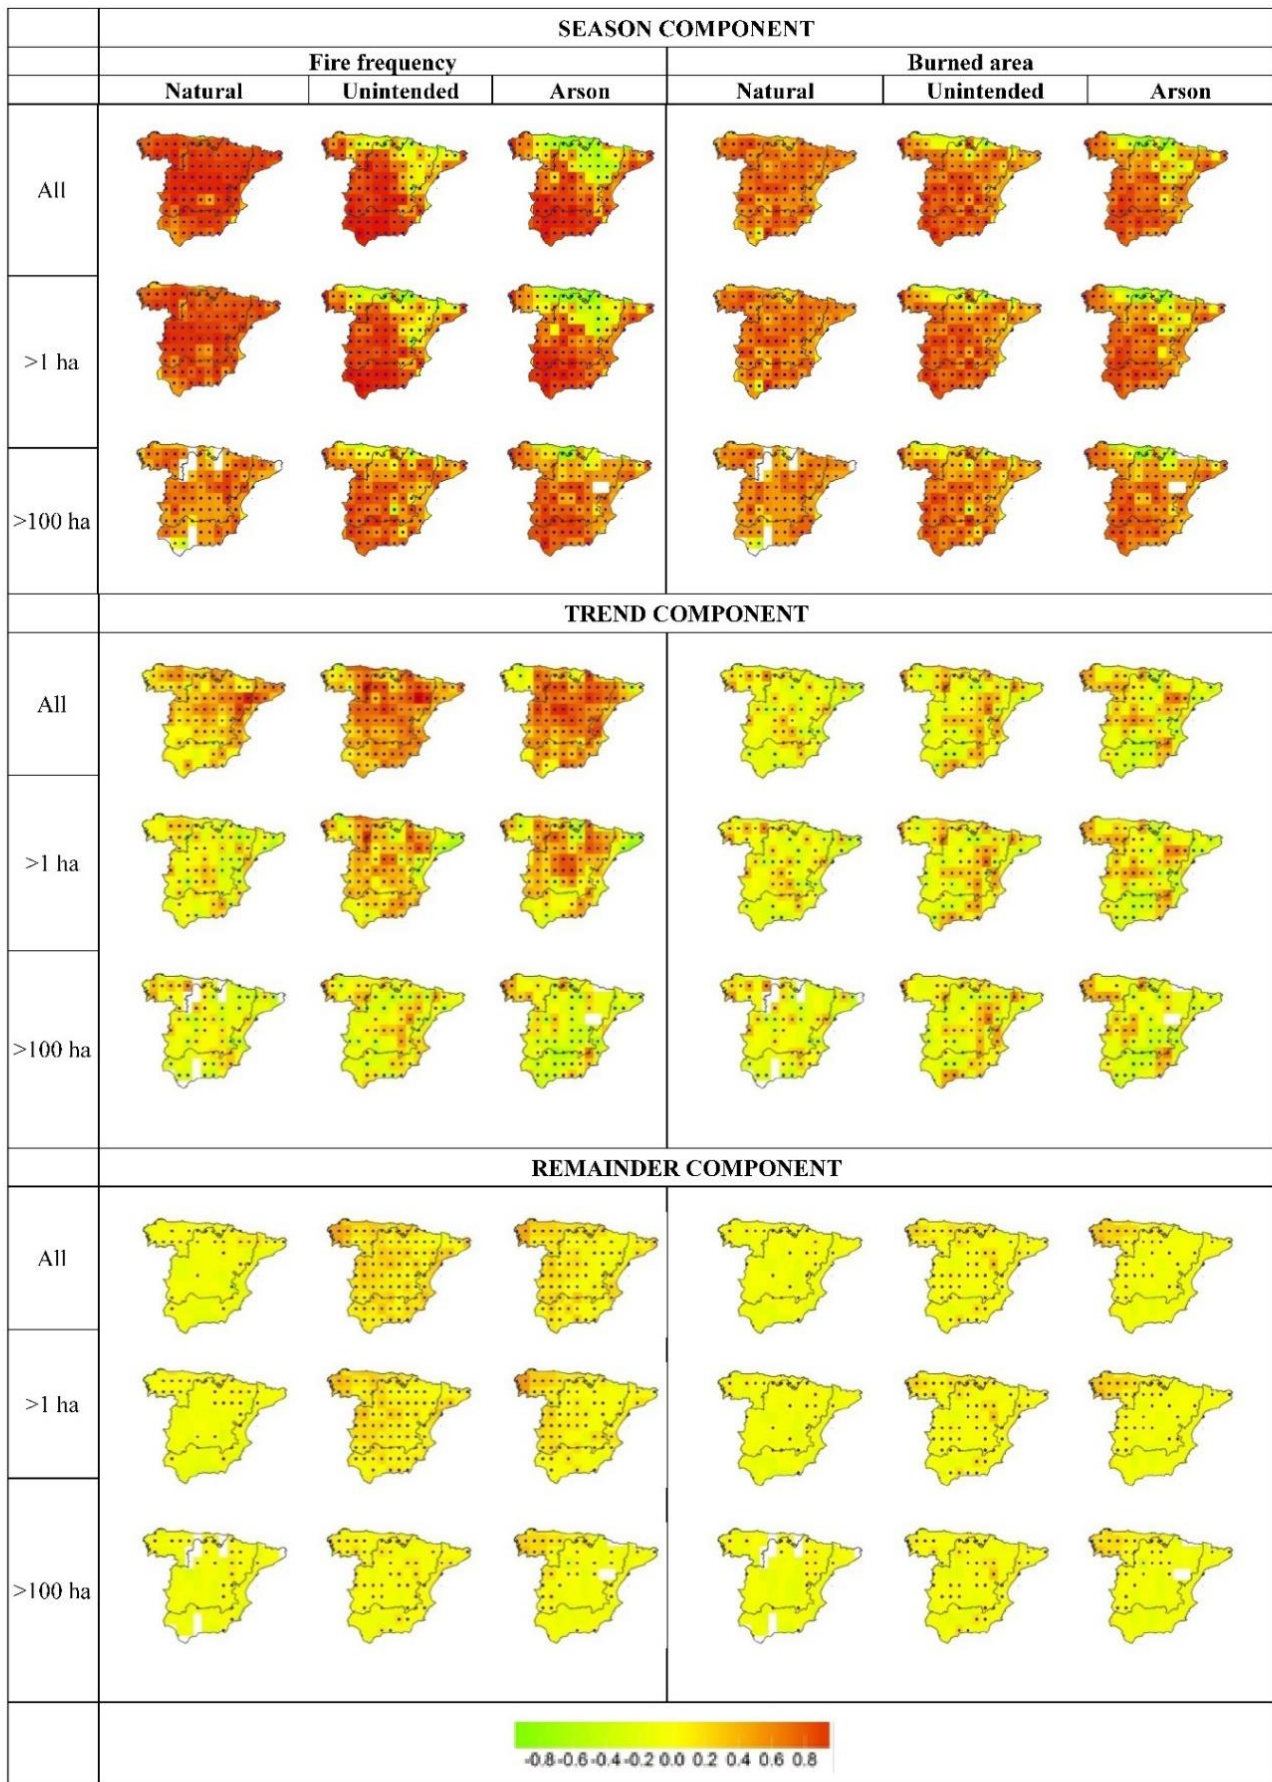 SEASON COMPONENT
Fire frequency Burned area
Natural Unintended Arson Natural Unintended Arson
All
>1 ha
>100 ha
TREND COMPONENT
All
>1 ha
>100 ha
REMAINDER COMPONENT
All
>1 ha
>100 ha
-0.8 -0.6 -0.4 -0.2 0.0 0.2 0.4 0.6 0.8